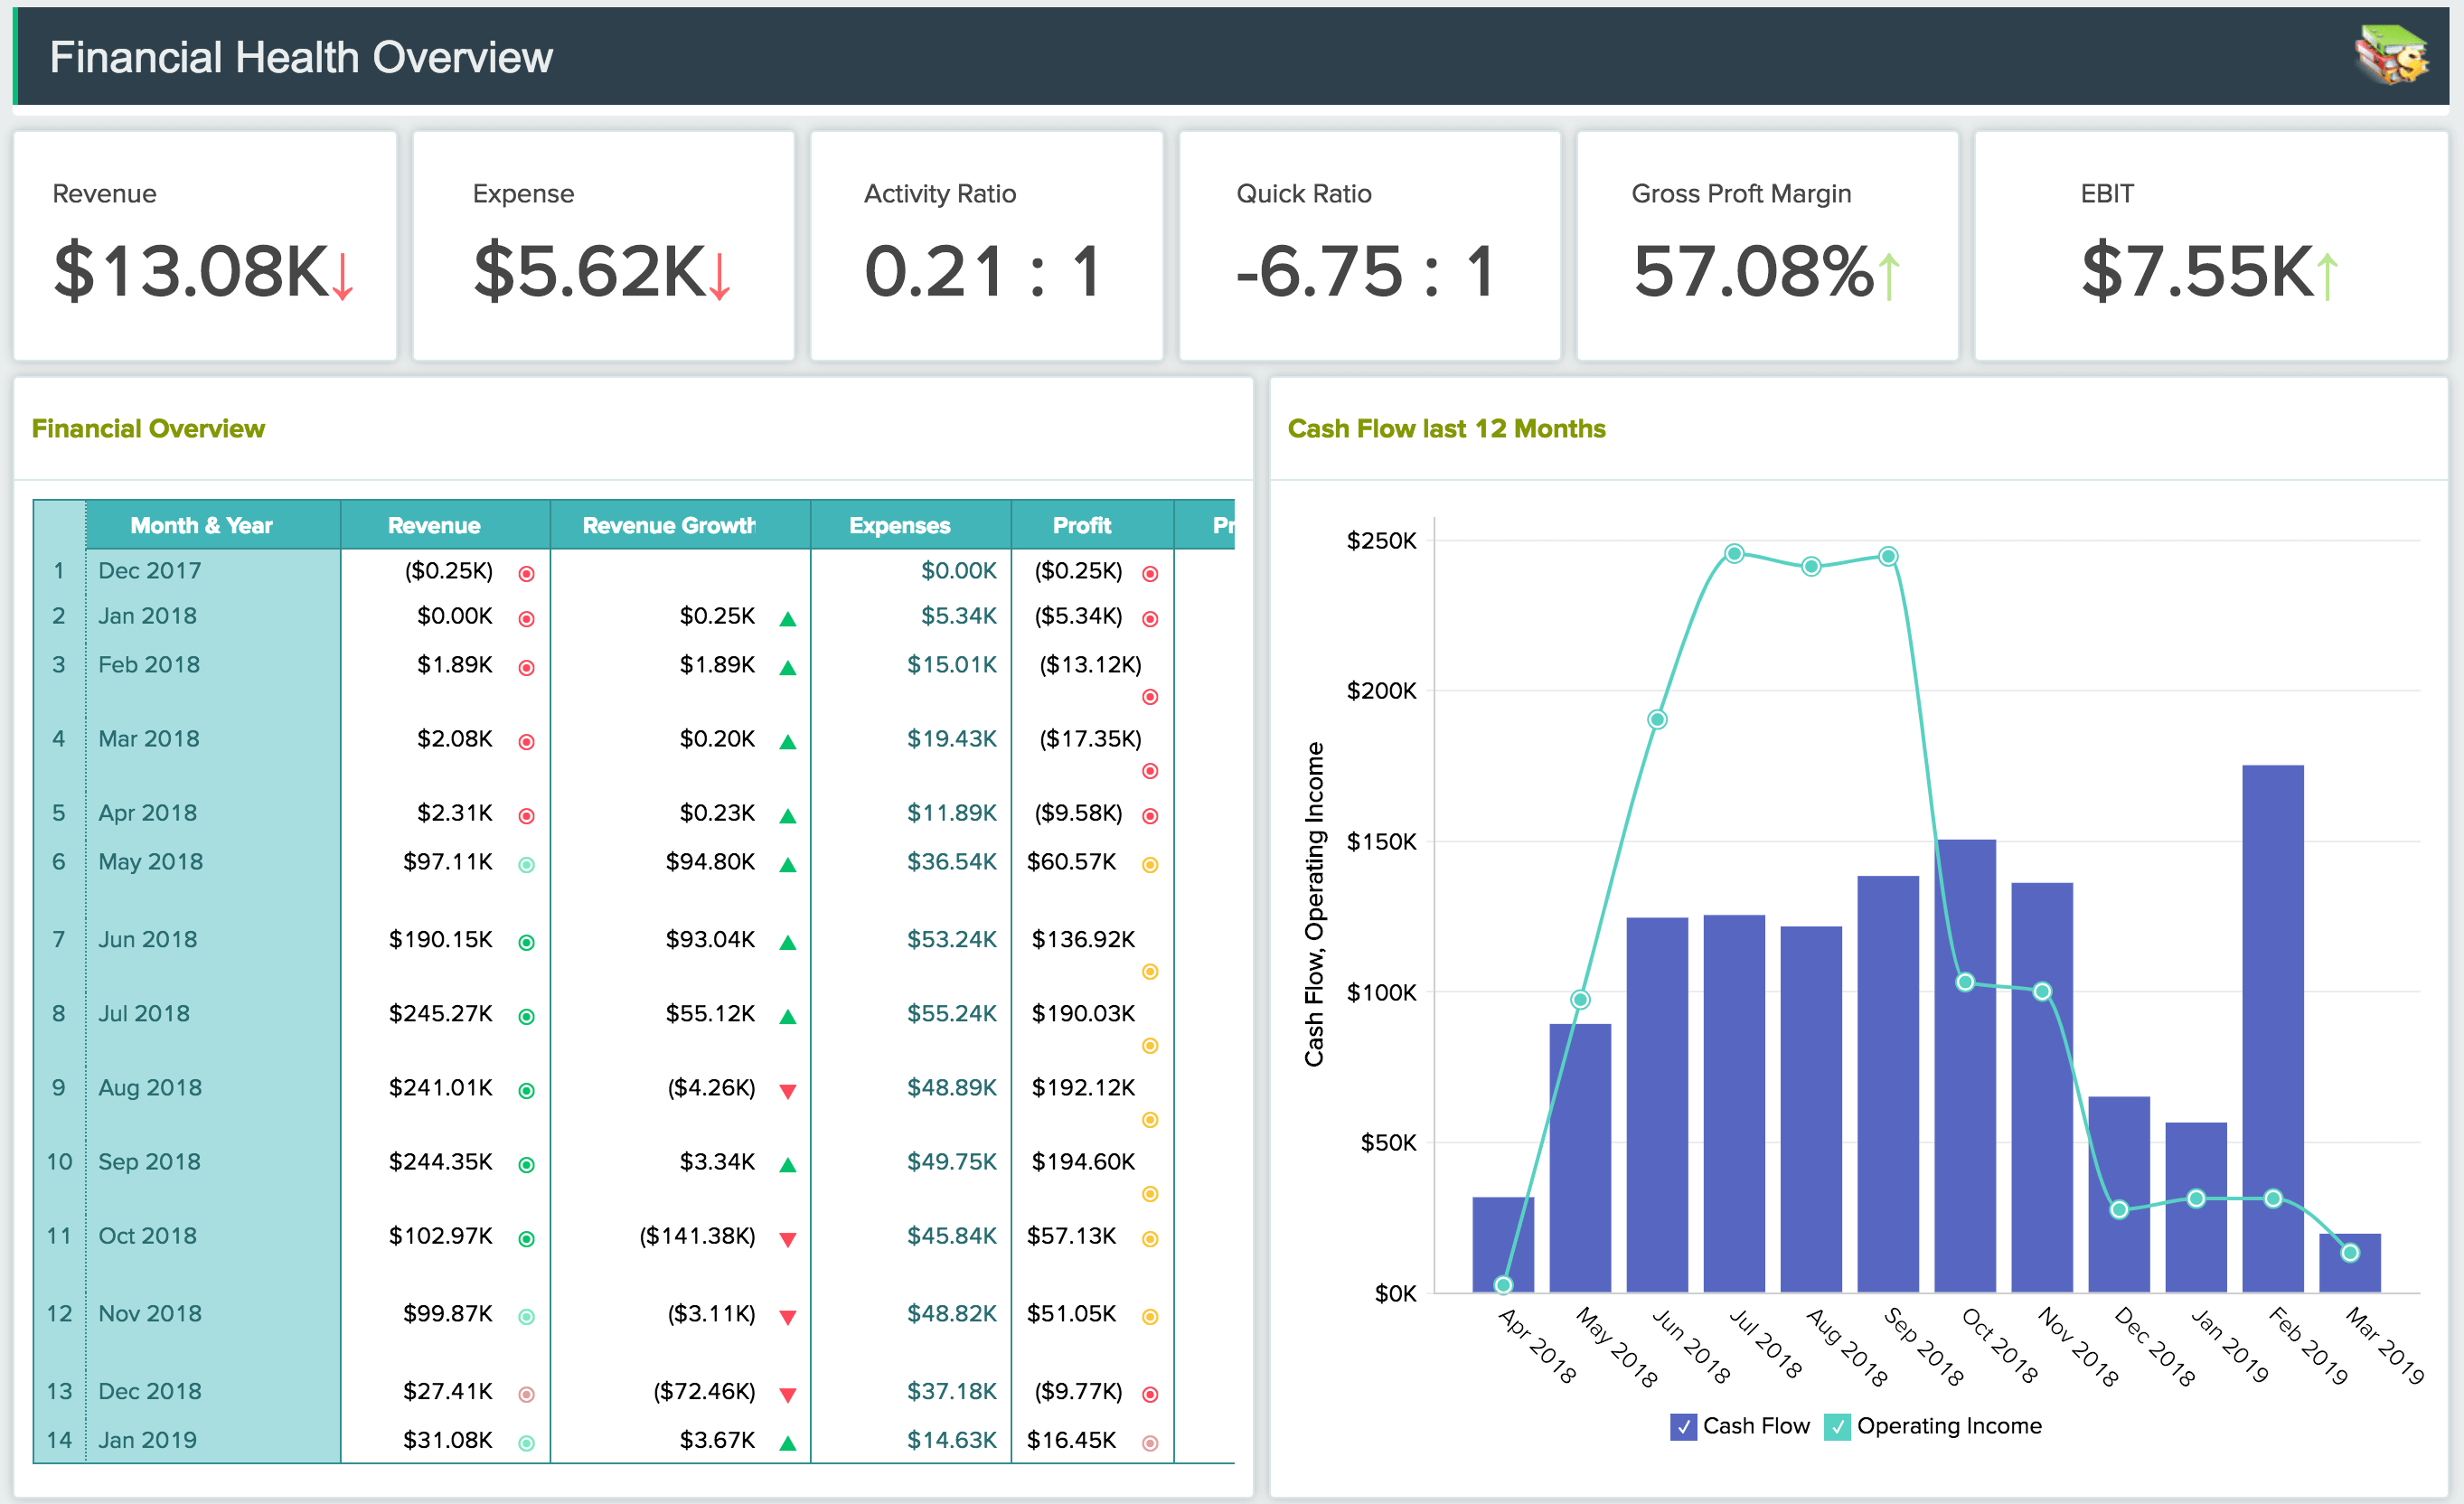 Financial Health Overview
Revenue
$13.08K↓
Expense
$5.62K↓
Activity Ratio
0.21 : 1
Quick Ratio
-6.75 : 1
Gross Proft Margin
57.08%↑
EBIT
$7.55K↑
Financial Overview
Month & Year Revenue Revenue Growth Expenses Profit Pr
1 Dec 2017 ($0.25K) $0.00K ($0.25K)
2 Jan 2018 $0.00K $0.25K $5.34K ($5.34K)
3 Feb 2018 $1.89K $1.89K $15.01K ($13.12K)
4 Mar 2018 $2.08K $0.20K $19.43K ($17.35K)
5 Apr 2018 $2.31K $0.23K $11.89K ($9.58K)
6 May 2018 $97.11K $94.80K $36.54K $60.57K
7 Jun 2018 $190.15K $93.04K $53.24K $136.92K
8 Jul 2018 $245.27K $55.12K $55.24K $190.03K
9 Aug 2018 $241.01K ($4.26K) $48.89K $192.12K
10 Sep 2018 $244.35K $3.34K $49.75K $194.60K
11 Oct 2018 $102.97K ($141.38K) $45.84K $57.13K
12 Nov 2018 $99.87K ($3.11K) $48.82K $51.05K
13 Dec 2018 $27.41K ($72.46K) $37.18K ($9.77K)
14 Jan 2019 $31.08K $3.67K $14.63K $16.45K
Cash Flow last 12 Months
Cash Flow, Operating Income
$250K
$200K
$150K
$100K
$50K
$0K
Apr 2018
May 2018
Jun 2018
Jul 2018
Aug 2018
Sep 2018
Oct 2018
Nov 2018
Dec 2018
Jan 2019
Feb 2019
Mar 2019
Cash Flow
Operating Income